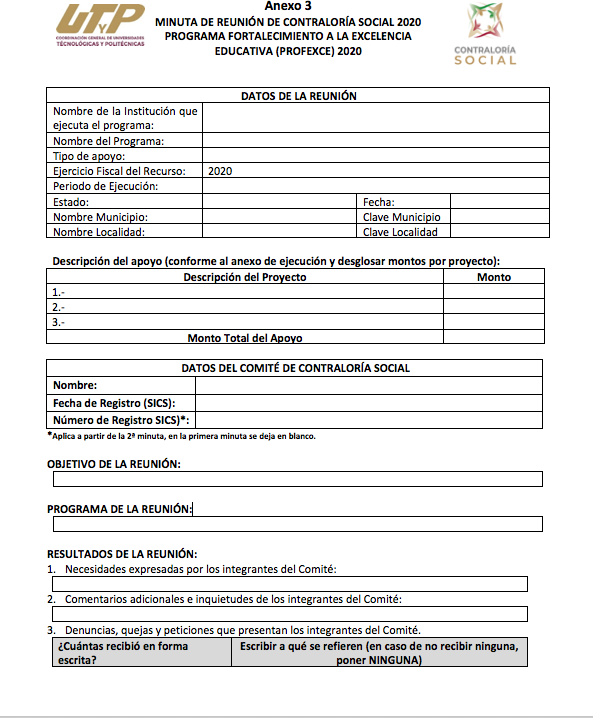 Anexo 3
MINUTA DE REUNIÓN DE CONTRALORÍA SOCIAL 2020
PROGRAMA FORTALECIMIENTO A LA EXCELENCIA
EDUCATIVA (PROFEXCE) 2020
UTyP
COORDINACIÓN GENERAL DE UNIVERSIDADES
TECNOLÓGICAS Y POLITÉCNICAS
CONTRALORÍA
SOCIAL
DATOS DE LA REUNIÓN
Nombre de la Institución que
ejecuta el programa:
Nombre del Programa:
Tipo de apoyo:
Ejercicio Fiscal del Recurso: 2020
Periodo de Ejecución:
Estado: Fecha:
Nombre Municipio: Clave Municipio
Nombre Localidad: Clave Localidad
Descripción del apoyo (conforme al anexo de ejecución y desglosar montos por proyecto):
Descripción del Proyecto Monto
1.-
2.-
3.-
Monto Total del Apoyo
DATOS DEL COMITÉ DE CONTRALORÍA SOCIAL
Nombre:
Fecha de Registro (SICS):
Número de Registro SICS)*:
*Aplica a partir de la 2ª minuta, en la primera minuta se deja en blanco.
OBJETIVO DE LA REUNIÓN:
PROGRAMA DE LA REUNIÓN:
RESULTADOS DE LA REUNIÓN:
1. Necesidades expresadas por los integrantes del Comité:
2. Comentarios adicionales e inquietudes de los integrantes del Comité:
3. Denuncias, quejas y peticiones que presentan los integrantes del Comité.
¿Cuántas recibió en forma
escrita?
Escribir a qué se refieren (en caso de no recibir ninguna,
poner NINGUNA)